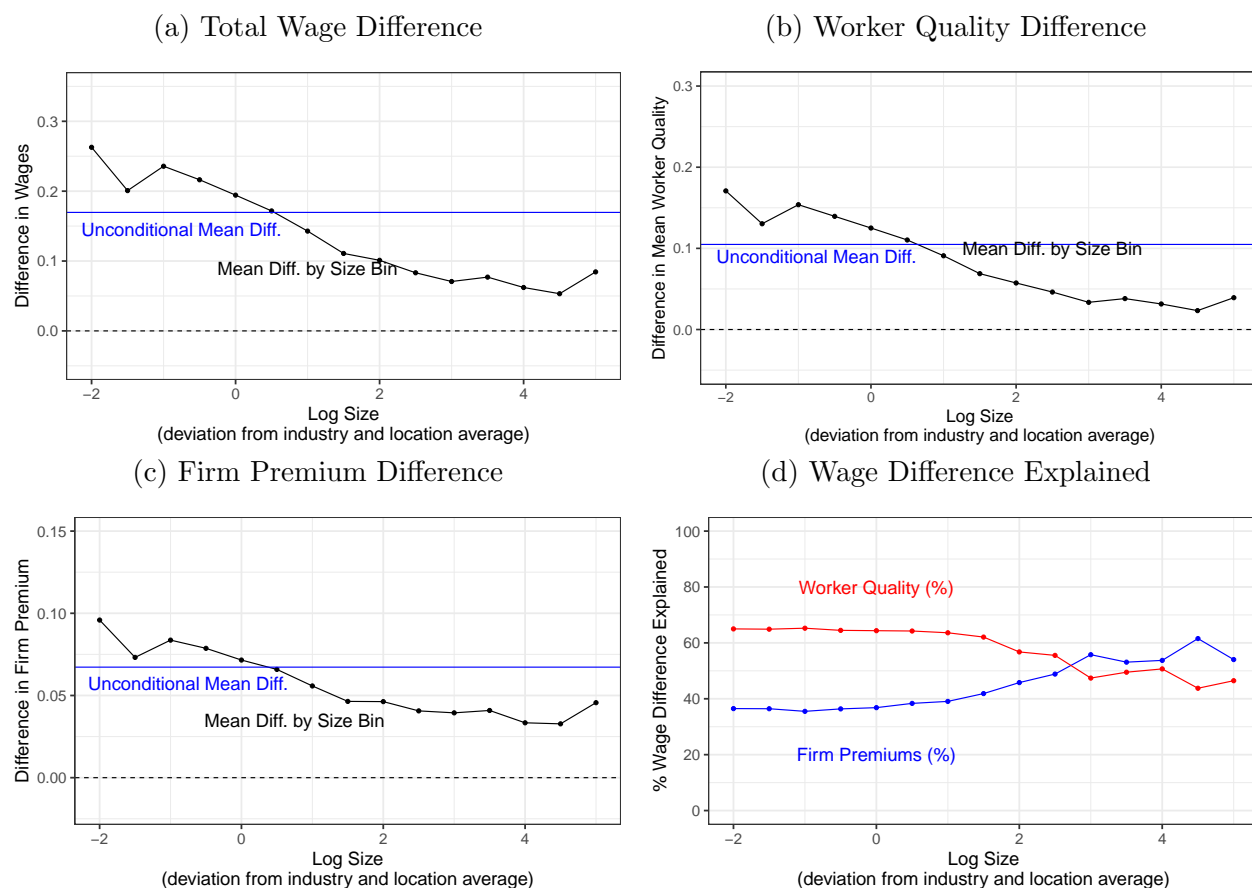 (a) Total Wage Difference
(b) Worker Quality Difference
Difference in Wages
0.3
0.2
0.1
0.0
Unconditional Mean Diff.
Mean Diff. by Size Bin
−2
0
2
4
Log Size
(deviation from industry and location average)
Difference in Mean Worker Quality
0.3
0.2
0.1
0.0
Unconditional Mean Diff.
Mean Diff. by Size Bin
−2
0
2
4
Log Size
(deviation from industry and location average)
(c) Firm Premium Difference
(d) Wage Difference Explained
Difference in Firm Premium
0.15
0.10
0.05
0.00
Unconditional Mean Diff.
Mean Diff. by Size Bin
−2
0
2
4
Log Size
(deviation from industry and location average)
% Wage Difference Explained
100
80
60
40
20
0
Worker Quality (%)
Firm Premiums (%)
−2
0
2
4
Log Size
(deviation from industry and location average)